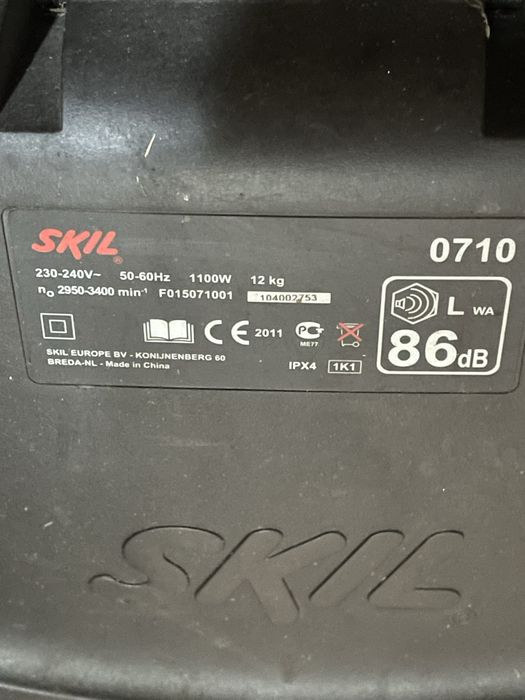 SKIL®
0710
230-240V~ 50-60Hz 1100W 12 kg
n₀ 2950-3400 min⁻¹ F015071001 104002753
L WA
86dB
CE 2011 PG
ME77
SKIL EUROPE BV - KONIJNENBERG 60
BREDA-NL - Made in China
IPX4 1K1
SKIL®